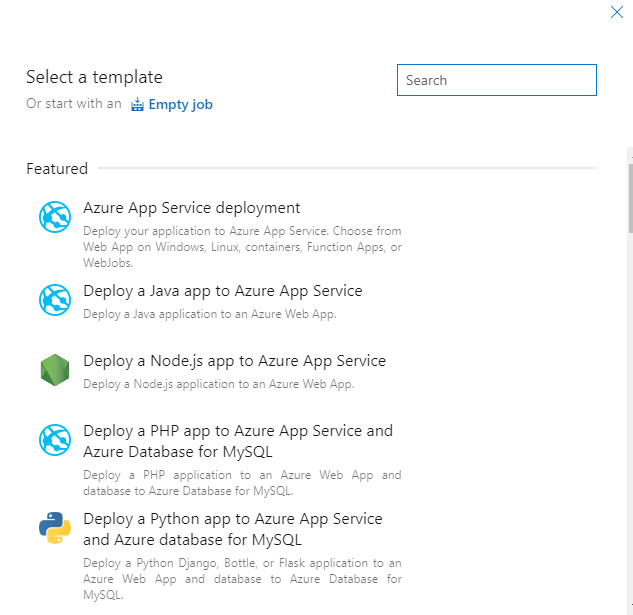 Select a template
Search
Or start with an Empty job
Featured
Azure App Service deployment
Deploy your application to Azure App Service. Choose from
Web App on Windows, Linux, containers, Function Apps, or
WebJobs.
Deploy a Java app to Azure App Service
Deploy a Java application to an Azure Web App.
Deploy a Node.js app to Azure App Service
Deploy a Node.js application to an Azure Web App.
Deploy a PHP app to Azure App Service and
Azure Database for MySQL
Deploy a PHP application to an Azure Web App and
database to Azure Database for MySQL.
Deploy a Python app to Azure App Service
and Azure database for MySQL
Deploy a Python Django, Bottle, or Flask application to an
Azure Web App and database to Azure Database for
MySQL.